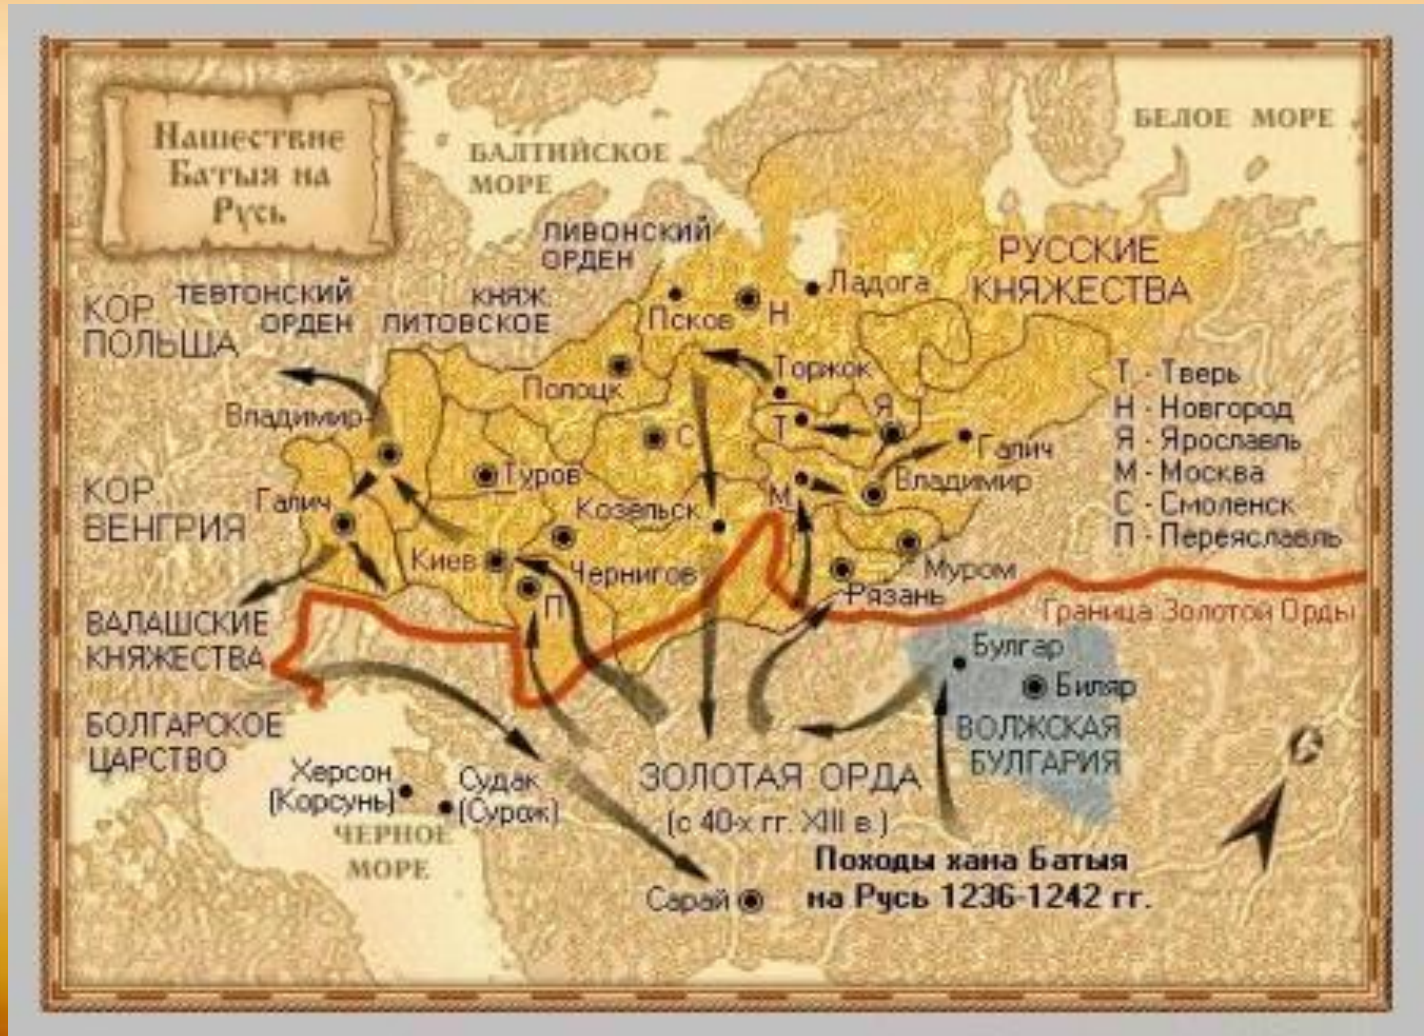 Нашествие
Батыя на
Русь
БАЛТИЙСКОЕ
МОРЕ
БЕЛОЕ МОРЕ
ЛИВОНСКИЙ
ОРДЕН
РУССКИЕ
КНЯЖЕСТВА
КОР.
ПОЛЬША
ТЕВТОНСКИЙ
ОРДЕН
КНЯЖ.
ЛИТОВСКОЕ
Псков
Н
Ладога
Торжок
Полоцк
Владимир
Т
Я
Галич
С
Туров
Владимир
М
Т - Тверь
Н - Новгород
Я - Ярославль
М - Москва
С - Смоленск
П - Переяславль
КОР.
ВЕНГРИЯ
Галич
Козельск
Киев
Чернигов
П
Муром
Рязань
Граница Золотой Орды
ВАЛАШСКИЕ
КНЯЖЕСТВА
Булгар
Биляр
ВОЛЖСКАЯ
БУЛГАРИЯ
БОЛГАРСКОЕ
ЦАРСТВО
Херсон
(Корсунь)
Судак
(Сурож)
ЧЕРНОЕ
МОРЕ
ЗОЛОТАЯ ОРДА
(с 40-х гг. XIII в.)
Походы хана Батыя
на Русь 1236-1242 гг.
Сарай
С